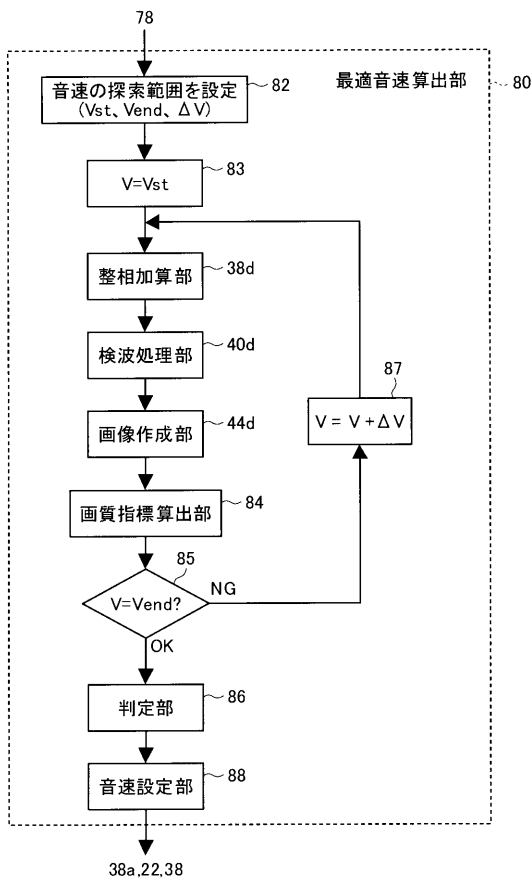 78
音速の探索範囲を設定
(Vst、Vend、ΔV)
82
最適音速算出部
80
V=Vst
83
整相加算部
38d
検波処理部
40d
画像作成部
44d
87
V = V+ΔV
画質指標算出部
84
85
V=Vend?
NG
OK
判定部
86
音速設定部
88
38a,22,38